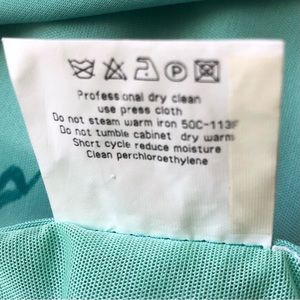 Professional dry clean
use press cloth
Do not steam warm iron 50C-113F
Do not tumble cabinet dry warm
Short cycle reduce moisture
Clean perchloroethylene